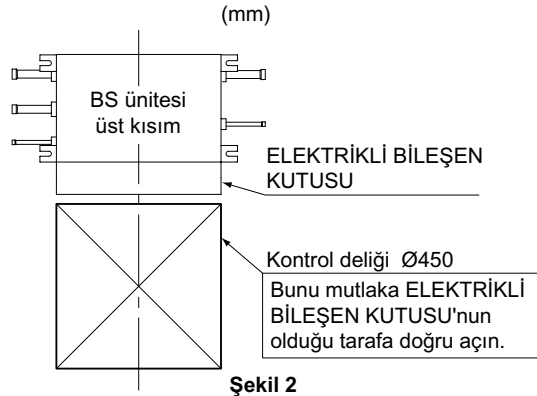 (mm)
BS ünitesi
üst kısım
ELEKTRİKLİ BİLEŞEN
KUTUSU
Kontrol deliği Ø450
Bunu mutlaka ELEKTRİKLİ
BİLEŞEN KUTUSU'nun
olduğu tarafa doğru açın.
Şekil 2